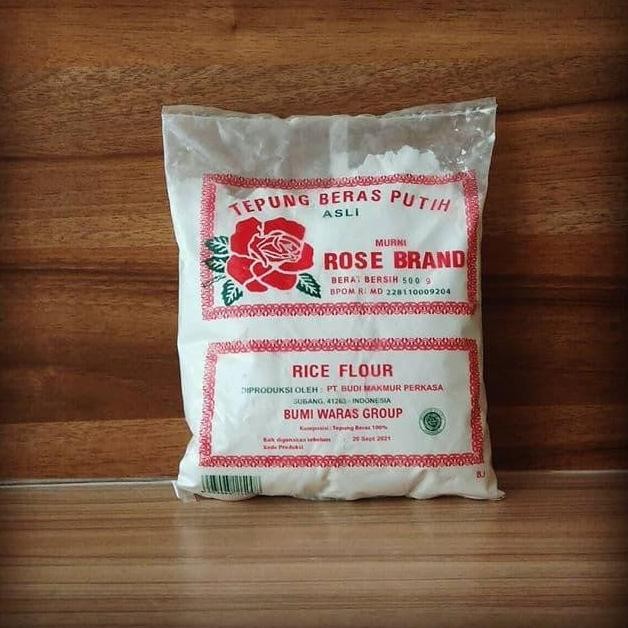 TEPUNG BERAS PUTIH
ASLI
MURNI
ROSE BRAND
BERAT BERSIH 500 g
BPOM RI MD 228110009204
RICE FLOUR
DIPRODUKSI OLEH : PT. BUDI MAKMUR PERKASA
SUBANG, 41263 - INDONESIA
BUMI WARAS GROUP
Komposisi : Tepung Beras 100%
Baik digunakan sebelum : 20 Sept 2021
Kode Produksi
BJ